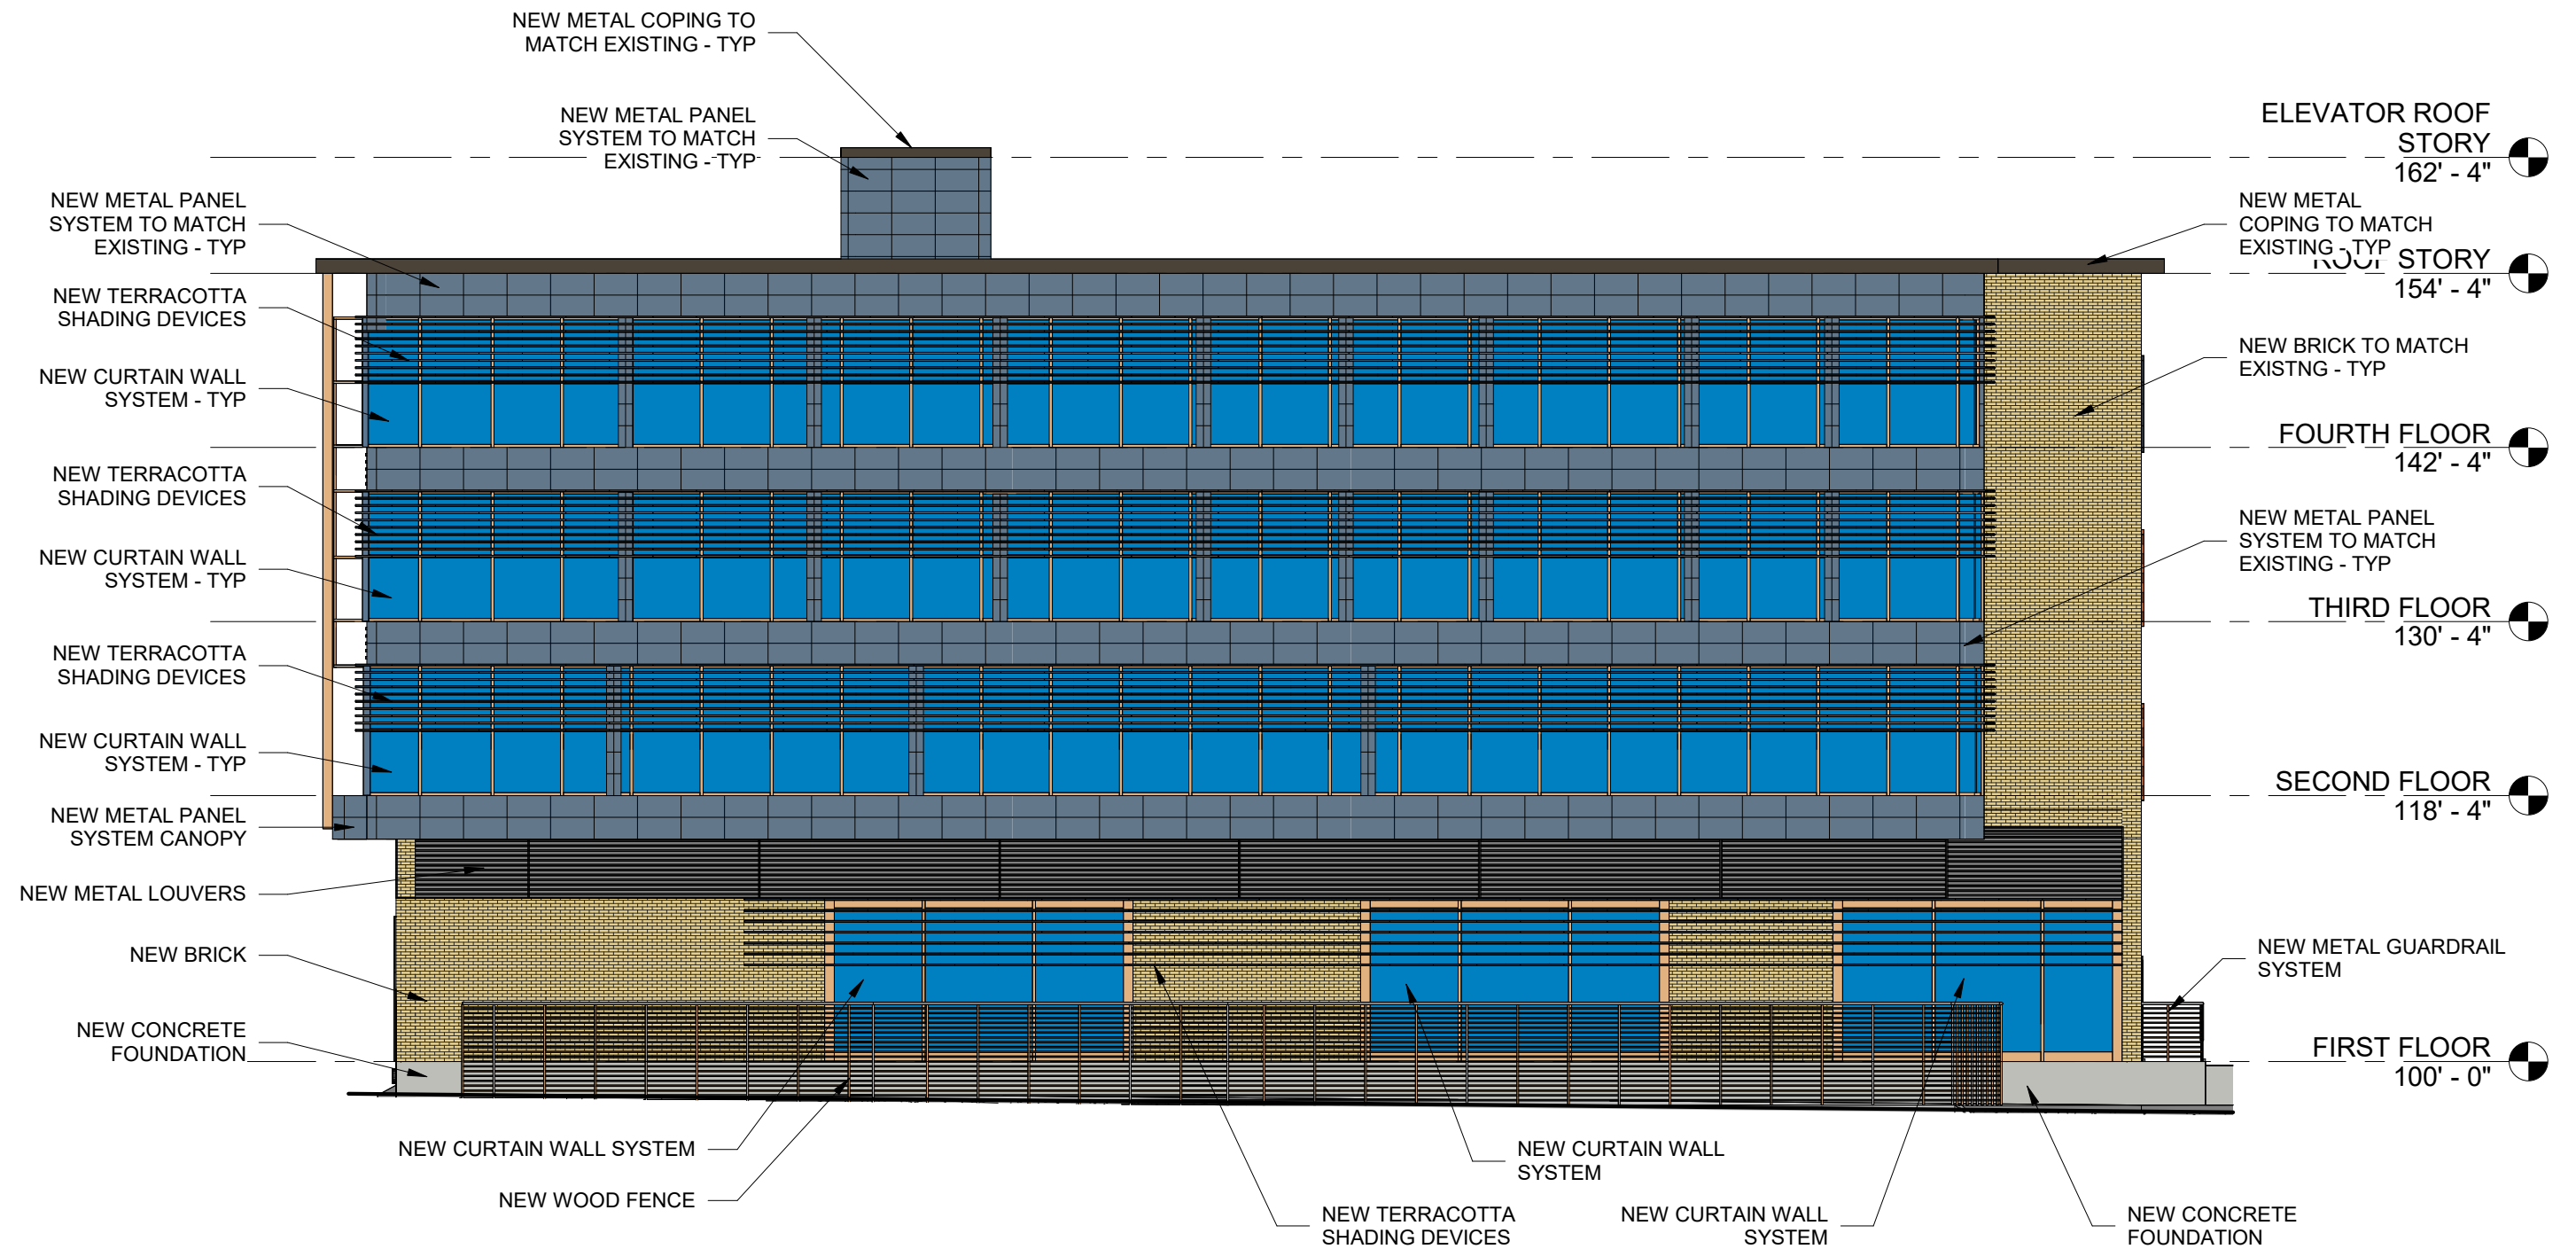 NEW METAL COPING TO
MATCH EXISTING - TYP
NEW METAL PANEL
SYSTEM TO MATCH
EXISTING - TYP
NEW METAL PANEL
SYSTEM TO MATCH
EXISTING - TYP
NEW TERRACOTTA
SHADING DEVICES
NEW CURTAIN WALL
SYSTEM - TYP
NEW TERRACOTTA
SHADING DEVICES
NEW CURTAIN WALL
SYSTEM - TYP
NEW TERRACOTTA
SHADING DEVICES
NEW CURTAIN WALL
SYSTEM - TYP
NEW METAL PANEL
SYSTEM CANOPY
NEW METAL LOUVERS
NEW BRICK
NEW CONCRETE
FOUNDATION
ELEVATOR ROOF
STORY
162' - 4"
NEW METAL
COPING TO MATCH
EXISTING - TYP
ROOF STORY
154' - 4"
NEW BRICK TO MATCH
EXISTNG - TYP
FOURTH FLOOR
142' - 4"
NEW METAL PANEL
SYSTEM TO MATCH
EXISTING - TYP
THIRD FLOOR
130' - 4"
SECOND FLOOR
118' - 4"
NEW METAL GUARDRAIL
SYSTEM
FIRST FLOOR
100' - 0"
NEW CURTAIN WALL SYSTEM
NEW WOOD FENCE
NEW TERRACOTTA
SHADING DEVICES
NEW CURTAIN WALL
SYSTEM
NEW CURTAIN WALL
SYSTEM
NEW CONCRETE
FOUNDATION